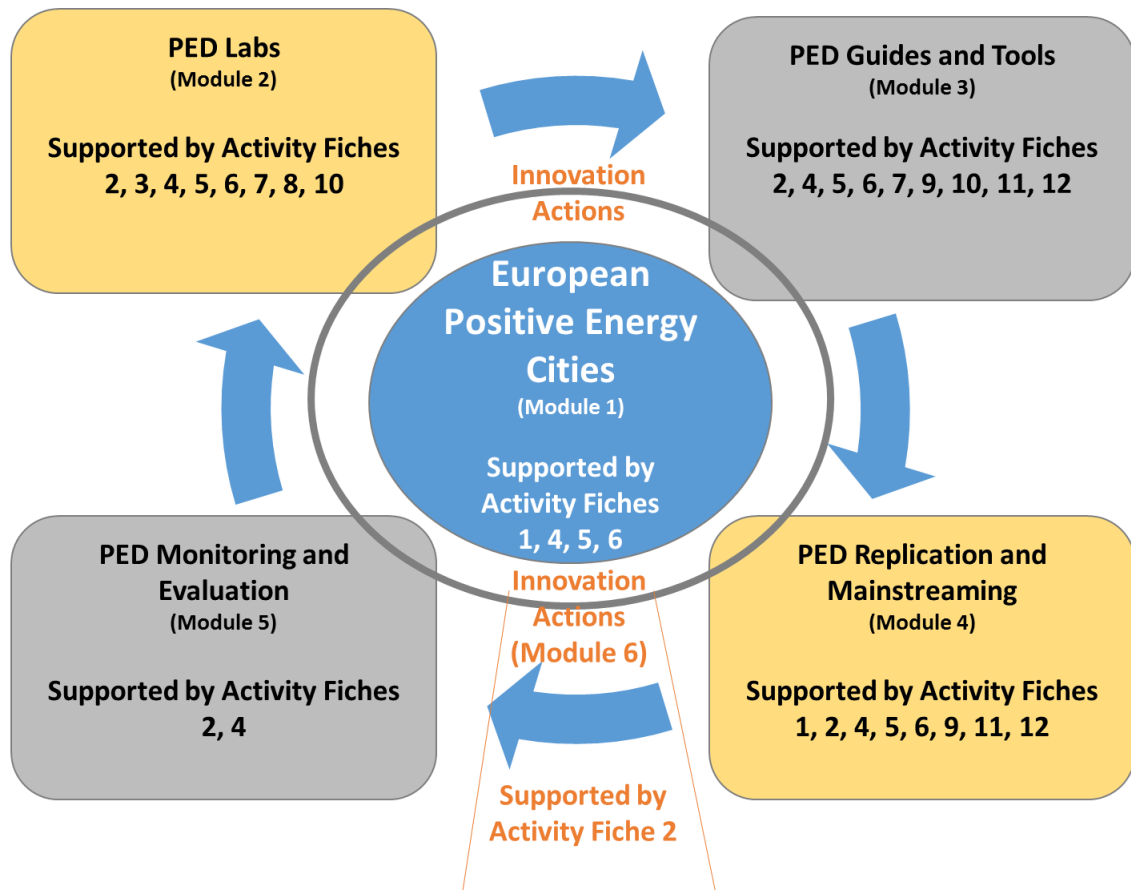 PED Labs
(Module 2)
Supported by Activity Fiches
2, 3, 4, 5, 6, 7, 8, 10
PED Guides and Tools
(Module 3)
Supported by Activity Fiches
2, 4, 5, 6, 7, 9, 10, 11, 12
Innovation
Actions
European
Positive Energy
Cities
(Module 1)
Supported by
Activity Fiches
1, 4, 5, 6
PED Monitoring and
Evaluation
(Module 5)
Supported by Activity Fiches
2, 4
Innovation
Actions
(Module 6)
Supported by
Activity Fiche 2
PED Replication and
Mainstreaming
(Module 4)
Supported by Activity Fiches
1, 2, 4, 5, 6, 9, 11, 12